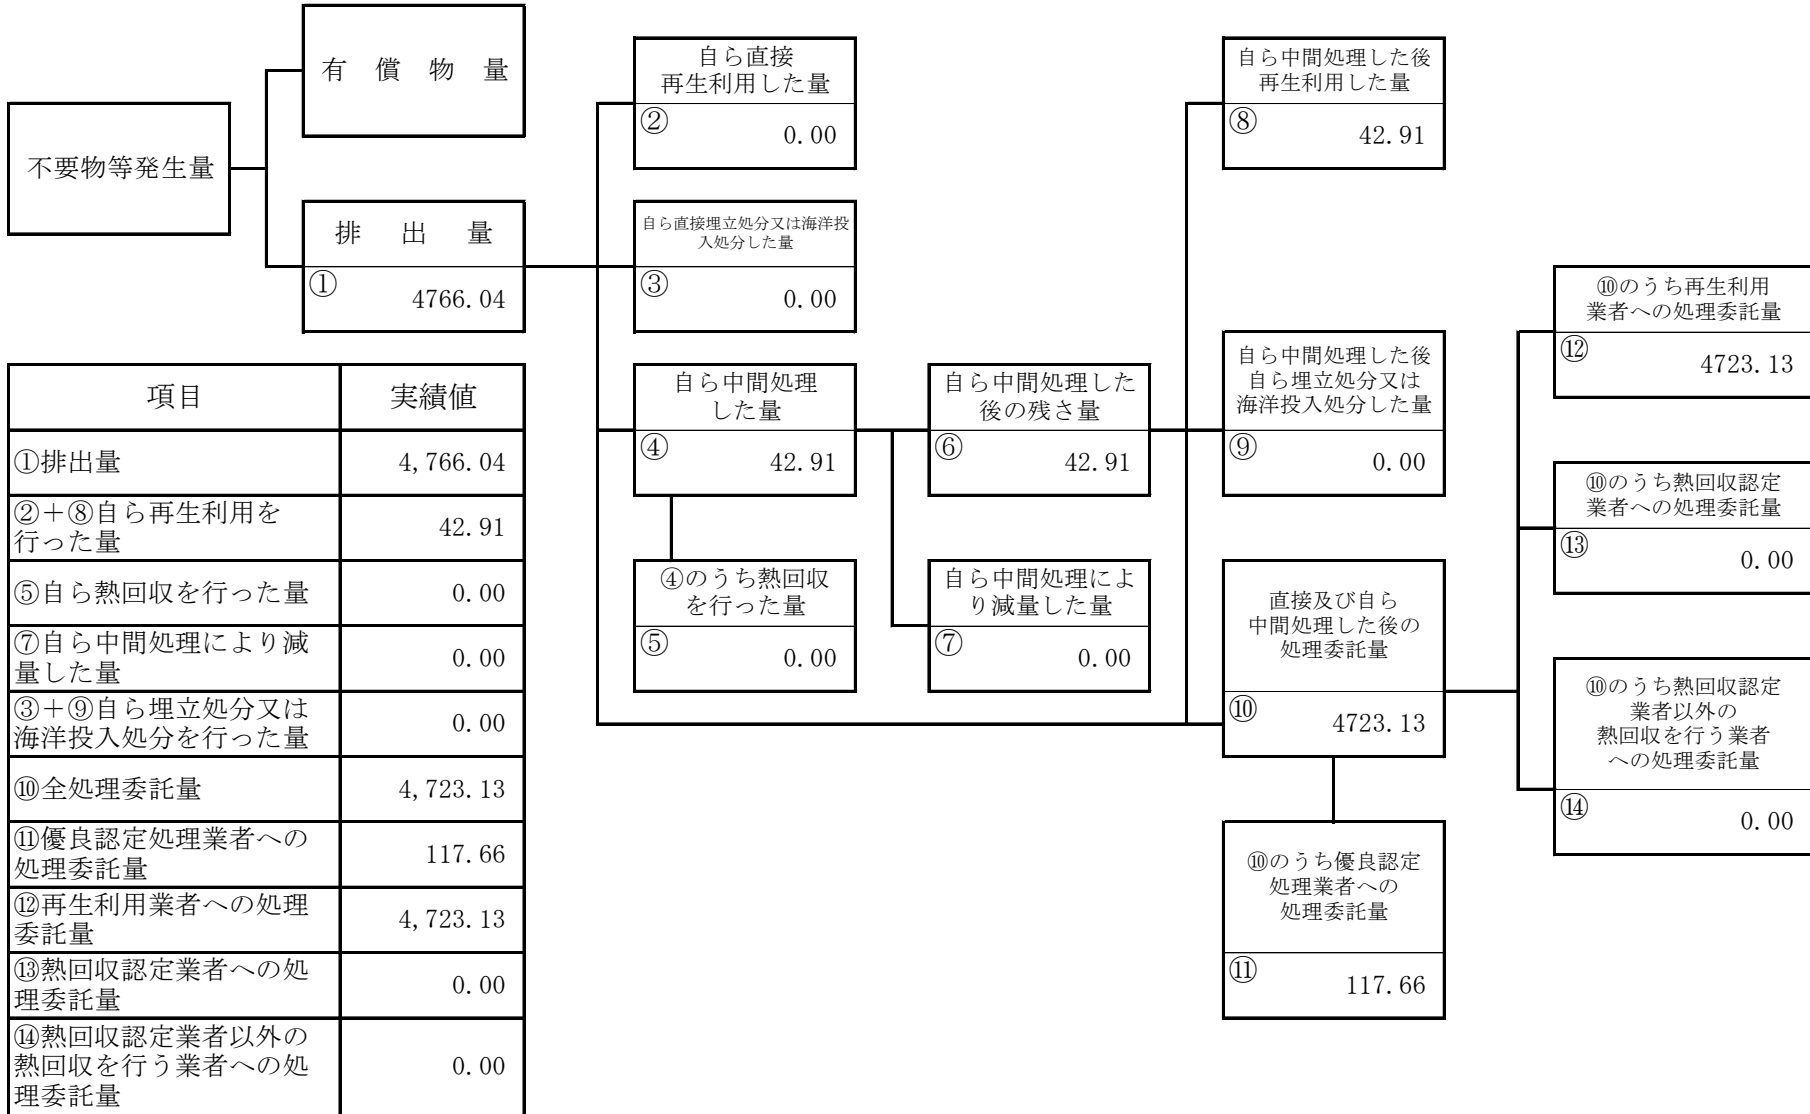 有償物量
不要物等発生量
排出量
①
4766.04
自ら直接
再生利用した量
②
0.00
自ら直接埋立処分又は海洋投
入処分した量
③
0.00
自ら中間処理
した量
④
42.91
④のうち熱回収
を行った量
⑤
0.00
自ら中間処理した
後の残さ量
⑥
42.91
自ら中間処理によ
り減量した量
⑦
0.00
自ら中間処理した後
再生利用した量
⑧
42.91
自ら中間処理した後
自ら埋立処分又は
海洋投入処分した量
⑨
0.00
直接及び自ら
中間処理した後の
処理委託量
⑩
4723.13
⑩のうち優良認定
処理業者への
処理委託量
⑪
117.66
⑩のうち再生利用
業者への処理委託量
⑫
4723.13
⑩のうち熱回収認定
業者への処理委託量
⑬
0.00
⑩のうち熱回収認定
業者以外の
熱回収を行う業者
への処理委託量
⑭
0.00
項目 実績値
①排出量 4,766.04
②+⑧自ら再生利用を
行った量 42.91
⑤自ら熱回収を行った量 0.00
⑦自ら中間処理により減
量した量 0.00
③+⑨自ら埋立処分又は
海洋投入処分を行った量 0.00
⑩全処理委託量 4,723.13
⑪優良認定処理業者への
処理委託量 117.66
⑫再生利用業者への処理
委託量 4,723.13
⑬熱回収認定業者への処
理委託量 0.00
⑭熱回収認定業者以外の
熱回収を行う業者への処
理委託量 0.00